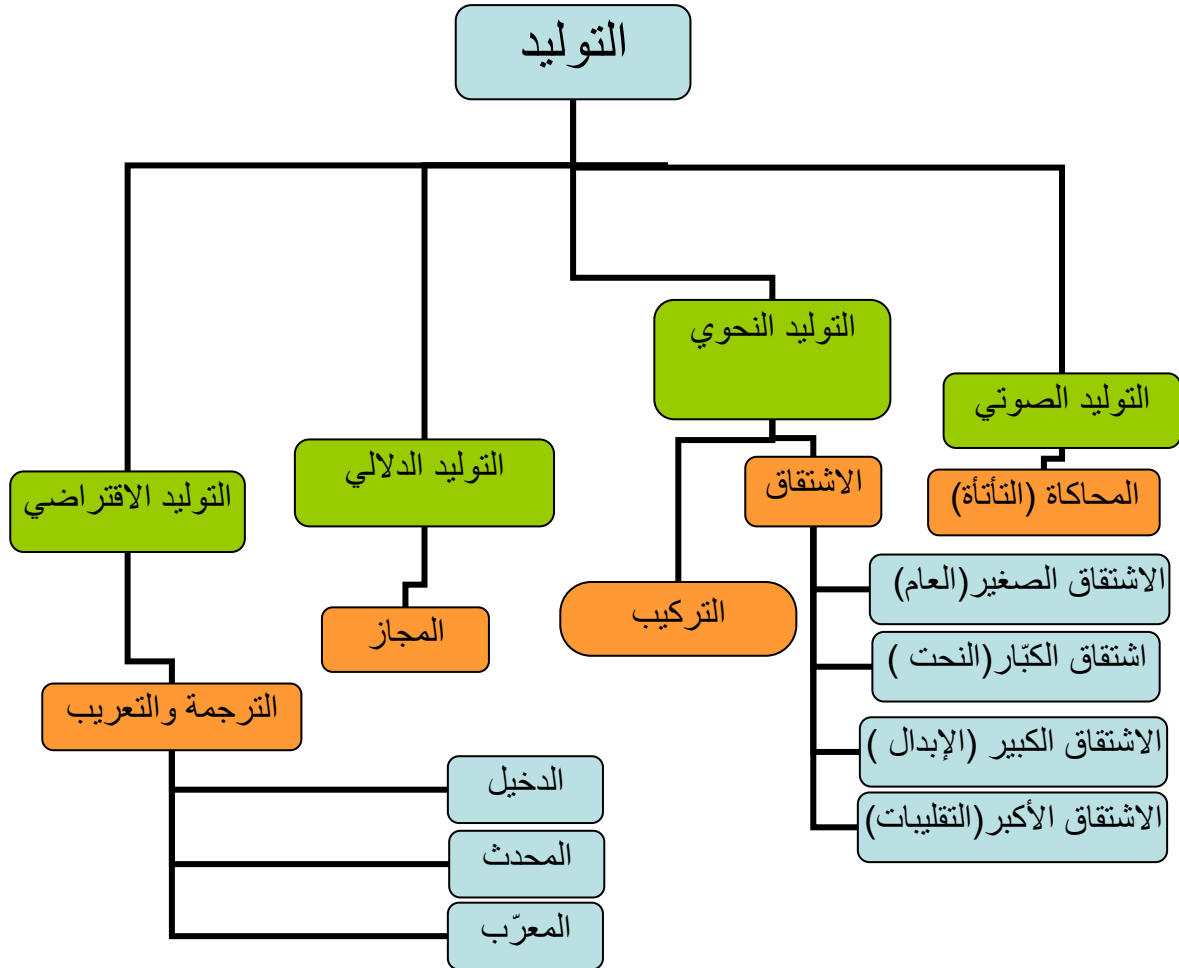 التوليد
التوليد النحوي
التوليد الصوتي
التوليد الدلالي
التوليد الاقتراضي
الاشتقاق
المحاكاة (التأتأة)
الاشتقاق الصغير(العام)
التركيب
المجاز
اشتقاق الكبّار(النحت )
الترجمة والتعريب
الاشتقاق الكبير (الإبدال )
الدخيل
الاشتقاق الأكبر(التقليبات)
المحدث
المعرّب